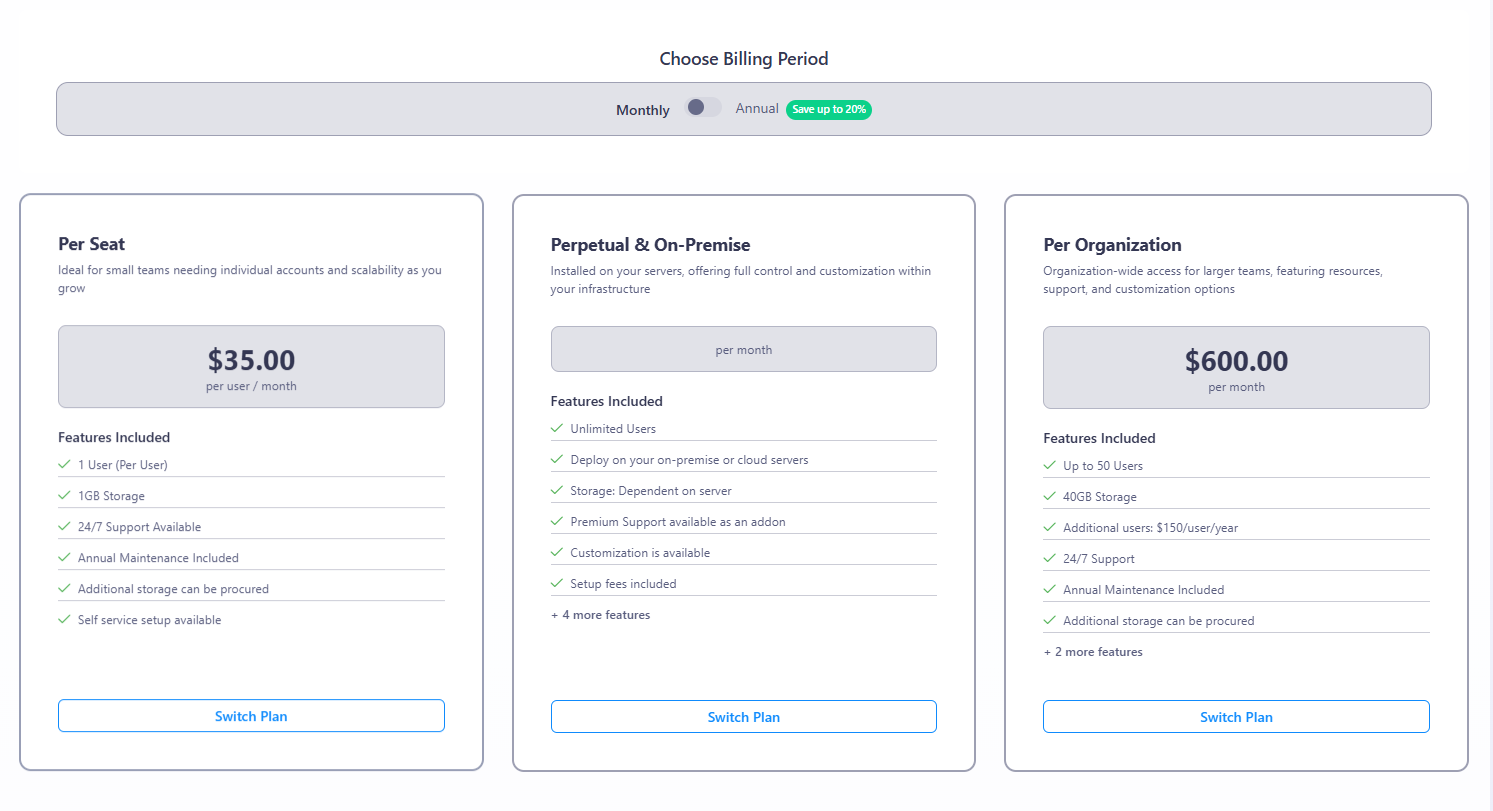 Choose Billing Period
Monthly Annual Save up to 20%
Per Seat
Ideal for small teams needing individual accounts and scalability as you
grow
$35.00
per user / month
Features Included
1 User (Per User)
1GB Storage
24/7 Support Available
Annual Maintenance Included
Additional storage can be procured
Self service setup available
Switch Plan
Perpetual & On-Premise
Installed on your servers, offering full control and customization within
your infrastructure
per month
Features Included
Unlimited Users
Deploy on your on-premise or cloud servers
Storage: Dependent on server
Premium Support available as an addon
Customization is available
Setup fees included
+ 4 more features
Switch Plan
Per Organization
Organization-wide access for larger teams, featuring resources,
support, and customization options
$600.00
per month
Features Included
Up to 50 Users
40GB Storage
Additional users: $150/user/year
24/7 Support
Annual Maintenance Included
Additional storage can be procured
+ 2 more features
Switch Plan